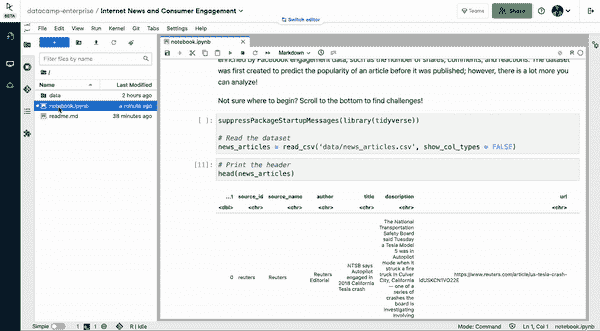 datacamp-enterprise / Internet News and Consumer Engagement
Teams
Share
BETA
Switch editor
File Edit View Run Kernel Git Tabs Settings Help
notebook.ipynb
Markdown
R
Filter files by name
/
Name Last Modified
data 2 hours ago
notebook.ipynb a minute ago
readme.md 38 minutes ago
enriched by Facebook engagement data, such as the number of shares, comments, and reactions. The dataset
was first created to predict the popularity of an article before it was published; however, there is a lot more you
can analyze!
Not sure where to begin? Scroll to the bottom to find challenges!
[ ]: suppressPackageStartupMessages(library(tidyverse))
# Read the dataset
news_articles = read_csv('data/news_articles.csv', show_col_types = FALSE)
[11]: # Print the header
head(news_articles)
...1 source_id source_name author title description url
<dbl> <chr> <chr> <chr> <chr> <chr> <chr>
The National
Transportation
Safety Board
said Tuesday
a Tesla Model
S was in
Autopilot
mode when it
struck a fire
truck in Culver
City, California
— one of a
series of
crashes the
board is
investigating
involving
0 reuters Reuters Reuters
Editorial
NTSB says
Autopilot
engaged in
2018 California
Tesla crash
https://www.reuters.com/article/us-tesla-crash-
idUSKCN1VO22E
Simple 1 1 R | Idle
Mode: Command Ln 1, Col 1 notebook.ipynb